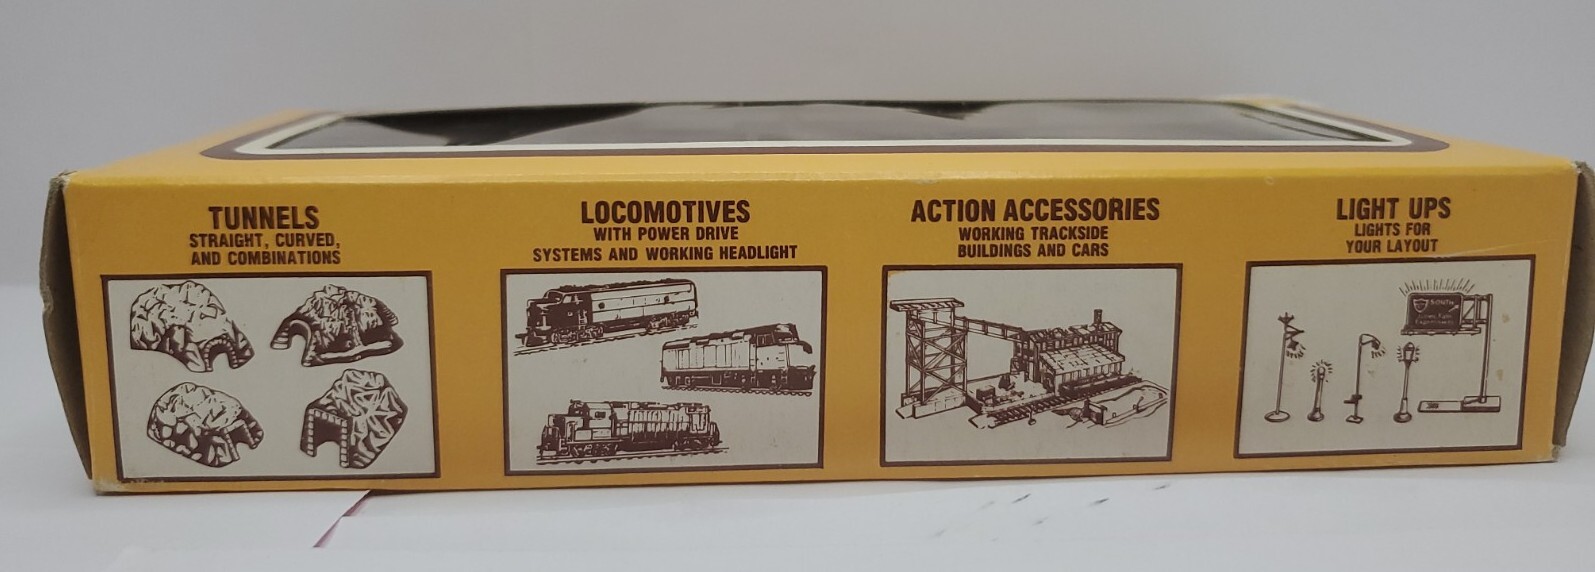 TUNNELS
STRAIGHT, CURVED,
AND COMBINATIONS
LOCOMOTIVES
WITH POWER DRIVE
SYSTEMS AND WORKING HEADLIGHT
ACTION ACCESSORIES
WORKING TRACKSIDE
BUILDINGS AND CARS
LIGHT UPS
LIGHTS FOR
YOUR LAYOUT
SOUTH